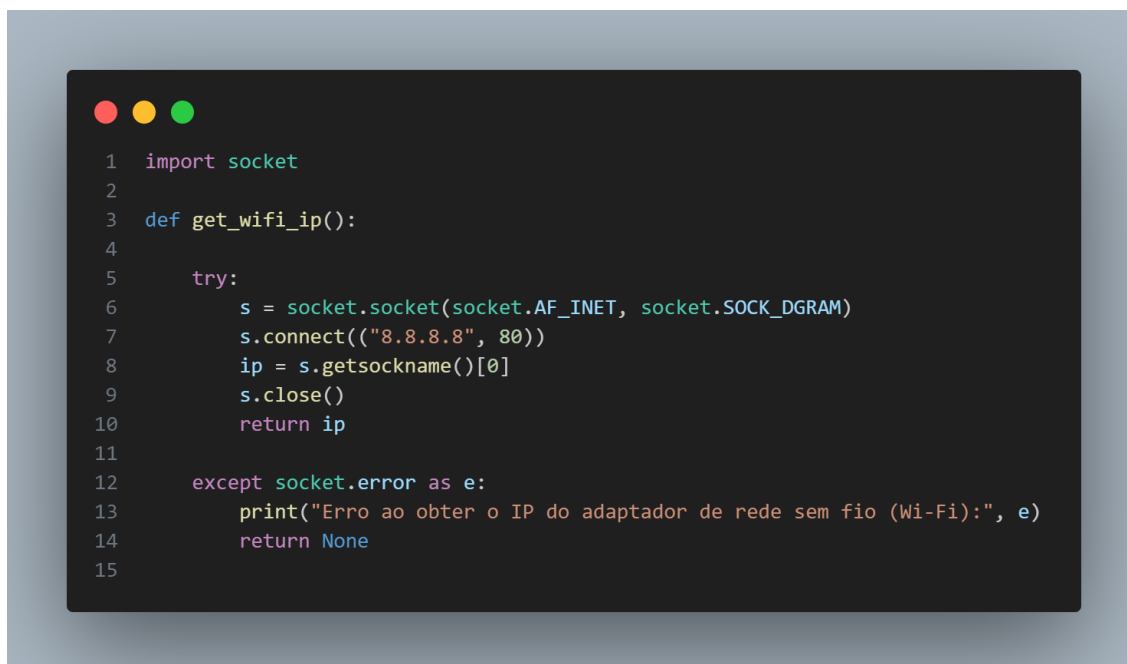 1 import socket
2
3 def get_wifi_ip():
4
5     try:
6         s = socket.socket(socket.AF_INET, socket.SOCK_DGRAM)
7         s.connect(("8.8.8.8", 80))
8         ip = s.getsockname()[0]
9         s.close()
10         return ip
11
12     except socket.error as e:
13         print("Erro ao obter o IP do adaptador de rede sem fio (Wi-Fi):", e)
14         return None
15